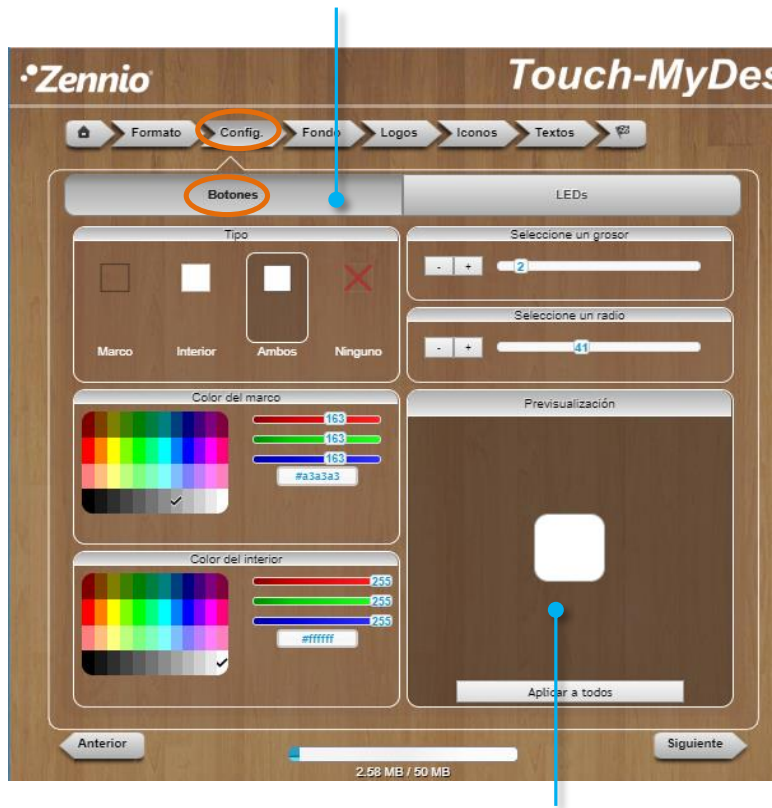 Zennio
Touch-MyDes
Formato Config. Fondo Logos Iconos Textos
Botones LEDs
Tipo
Marco Interior Ambos Ninguno
Seleccione un grosor
- + 2
Seleccione un radio
- + 41
Color del marco
163
163
163
#a3a3a3
Previsualización
Color del interior
255
255
255
#ffffff
Aplicar a todos
Anterior
Siguiente
2.58 MB / 50 MB